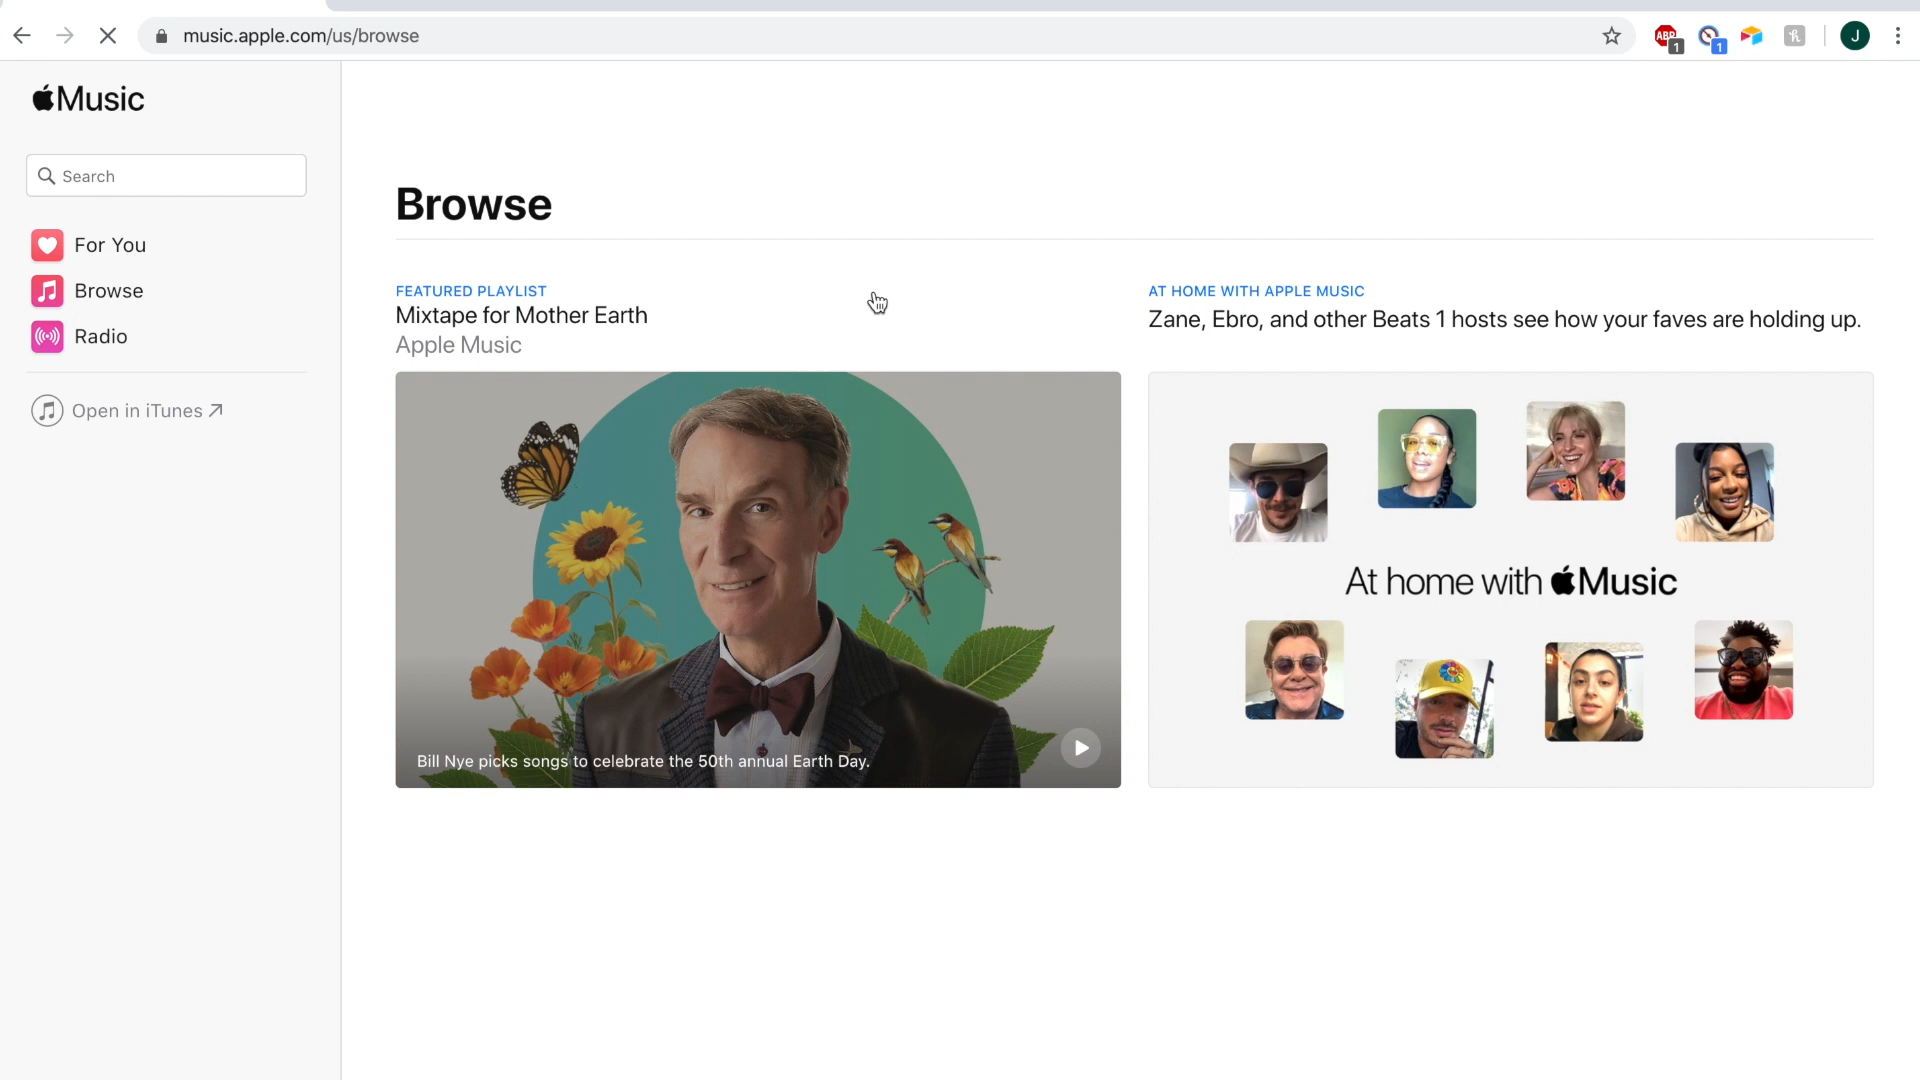 music.apple.com/us/browse
ABP
1
1
J
Music
Search
For You
Browse
Radio
Open in iTunes
Browse
FEATURED PLAYLIST
Mixtape for Mother Earth
Apple Music
Bill Nye picks songs to celebrate the 50th annual Earth Day.
AT HOME WITH APPLE MUSIC
Zane, Ebro, and other Beats 1 hosts see how your faves are holding up.
At home with Music